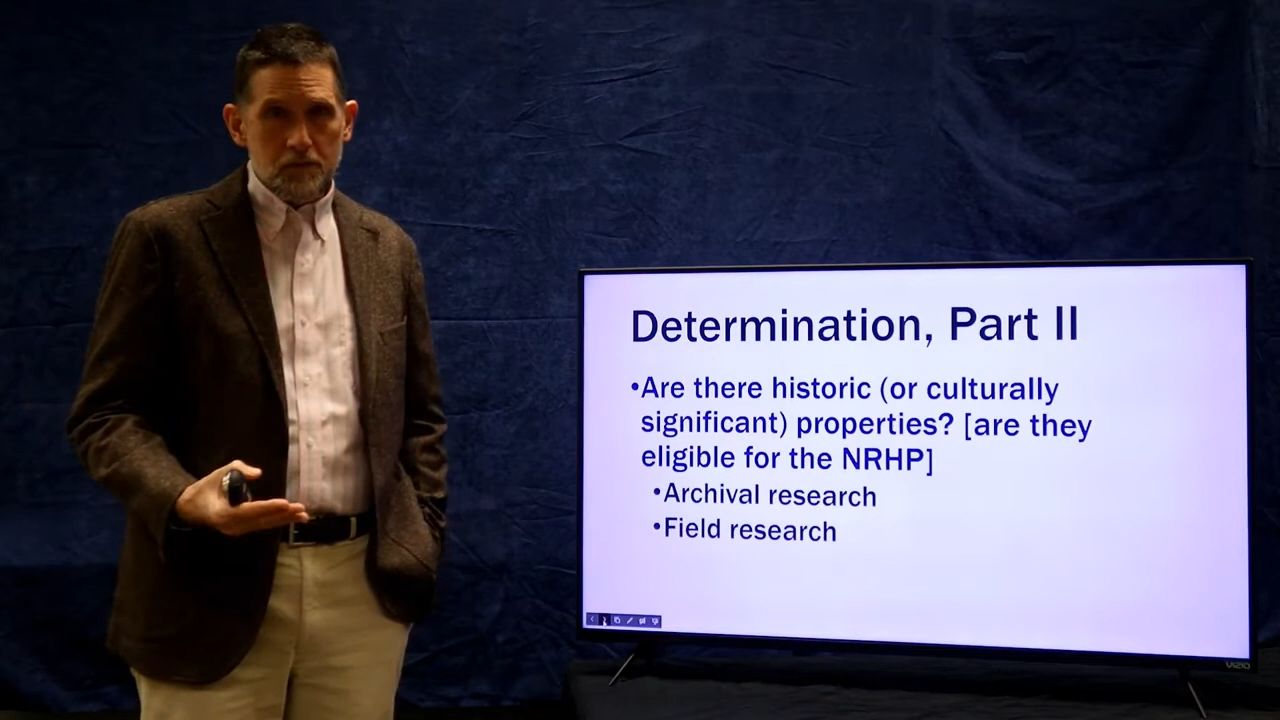 Determination, Part II
•Are there historic (or culturally
significant) properties? [are they
eligible for the NRHP]
•Archival research
•Field research
VIZIO